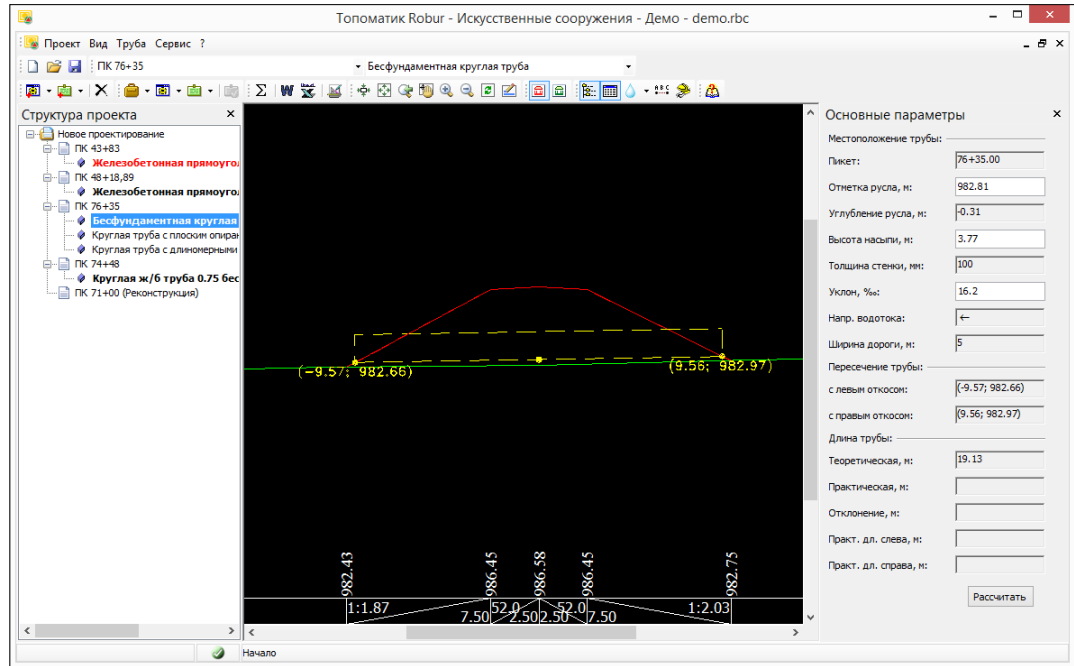 Топоматик Robur - Искусственные сооружения - Демо - demo.rbc
Проект Вид Труба Сервис ?
ПК 76+35 Бесфундаментная круглая труба
Структура проекта
Новое проектирование
ПК 43+83
Железобетонная прямоуго
ПК 48+18,89
Железобетонная прямоуго
ПК 76+35
Бесфундаментная круглая
Круглая труба с плоским опиран
Круглая труба с длиномерными
ПК 74+48
Круглая ж/б труба 0.75 бес
ПК 71+00 (Реконструкция)
(-9.57; 982.66)
(9.56; 982.97)
982.43
986.45
986.58
986.45
982.75
1:1.87
7.50
52.0
2.50
2.50
52.0
7.50
1:2.03
Основные параметры
Местоположение трубы:
Пикет: 76+35.00
Отметка русла, м: 982.81
Углубление русла, м: -0.31
Высота насыпи, м: 3.77
Толщина стенки, мм: 100
Уклон, ‰: 16.2
Напр. водотока: ←
Ширина дороги, м: 5
Пересечение трубы:
с левым откосом: (-9.57; 982.66)
с правым откосом: (9.56; 982.97)
Длина трубы:
Теоретическая, м: 19.13
Практическая, м:
Отклонение, м:
Практ. дл. слева, м:
Практ. дл. справа, м:
Рассчитать
Начало